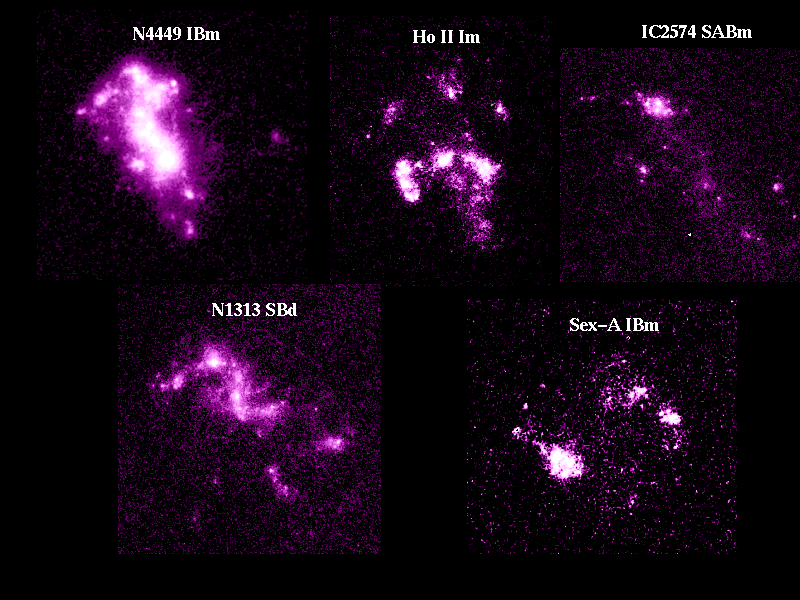 N4449 IBm
Ho II Im
IC2574 SABm
N1313 SBd
Sex-A IBm